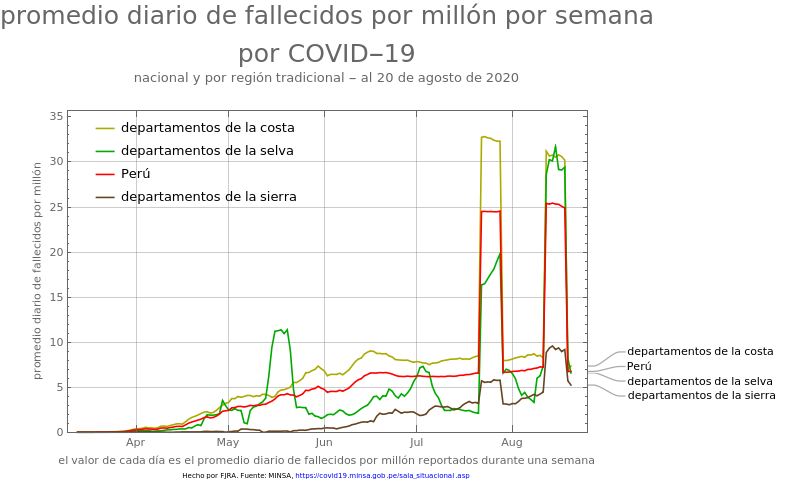 promedio diario de fallecidos por millón por semana
por COVID−19
nacional y por región tradicional − al 20 de agosto de 2020
promedio diario de fallecidos por millón
35
30
25
20
15
10
5
0
departamentos de la costa
departamentos de la selva
Perú
departamentos de la sierra
departamentos de la costa
Perú
departamentos de la selva
departamentos de la sierra
Apr May Jun Jul Aug
el valor de cada día es el promedio diario de fallecidos por millón reportados durante una semana
Hecho por FJRA. Fuente: MINSA, https://covid19.minsa.gob.pe/sala_situacional.asp